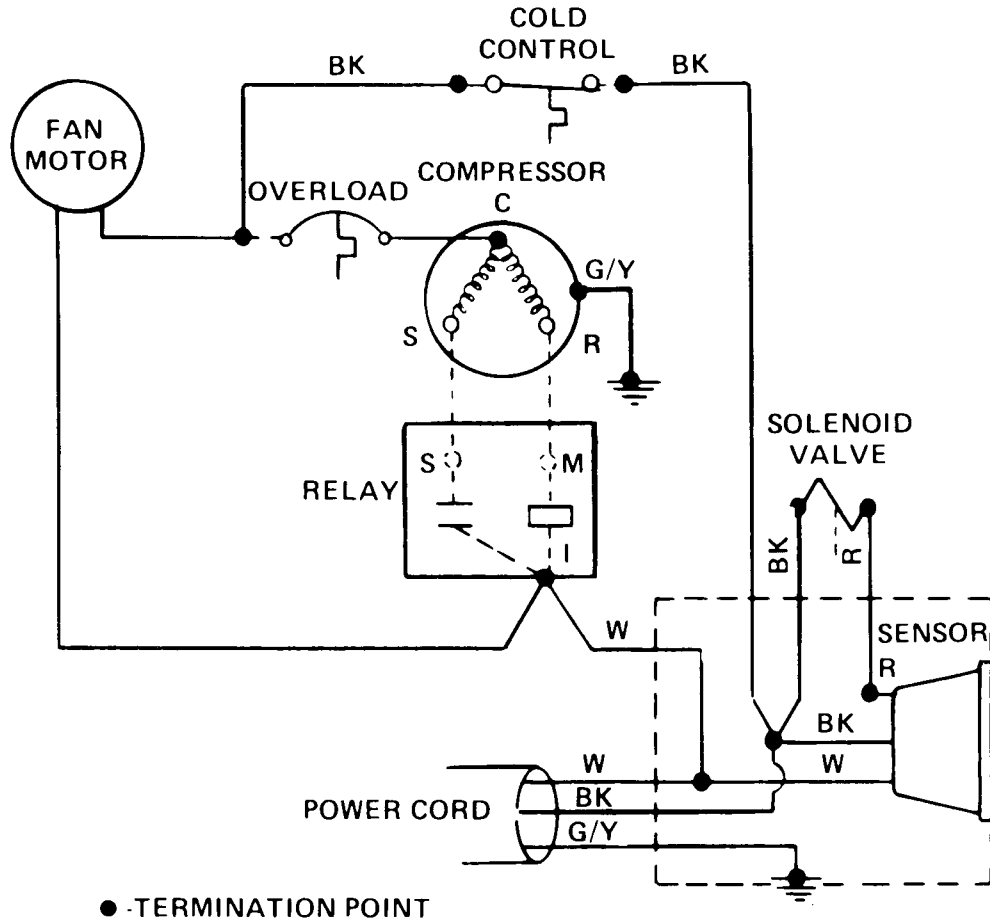 COLD
CONTROL
BK
BK
FAN
MOTOR
OVERLOAD
COMPRESSOR
C
G/Y
S
R
SOLENOID
VALVE
S
M
RELAY
I
BK
R
W
SENSOR
R
BK
W
W
BK
POWER CORD
G/Y
-TERMINATION POINT